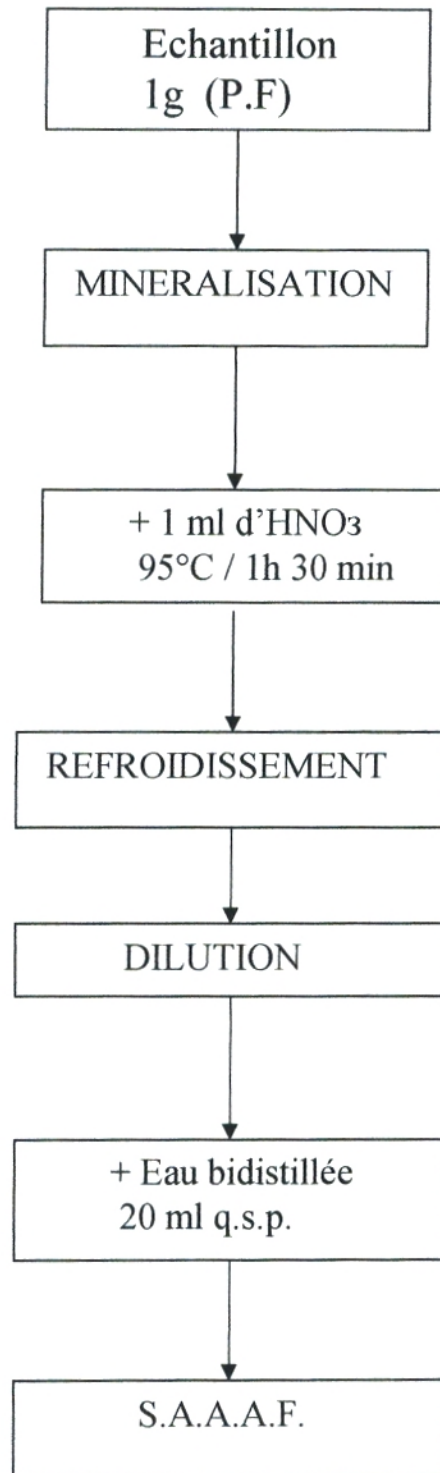 Echantillon
1g (P.F)
MINERALISATION
+ 1 ml d’HNO₃
95°C / 1h 30 min
REFROIDISSEMENT
DILUTION
+ Eau bidistillée
20 ml q.s.p.
S.A.A.A.F.